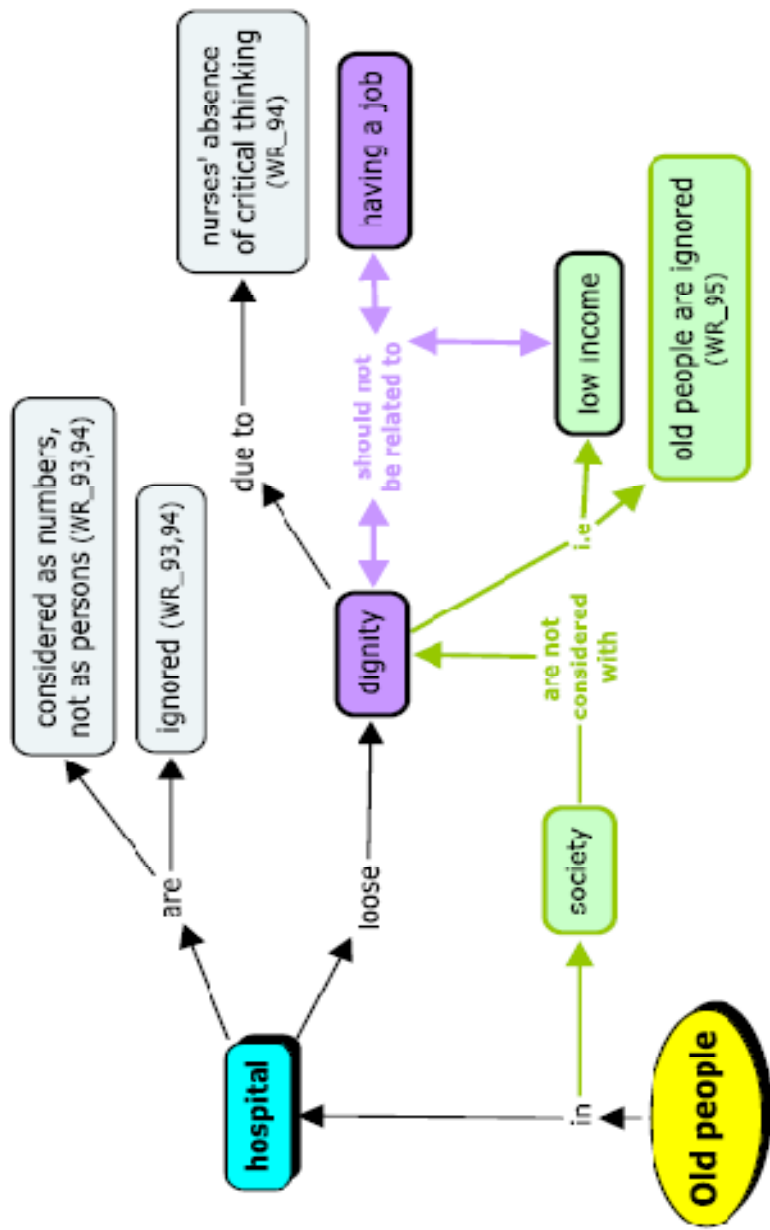 considered as numbers,
not as persons (WR_93,94)
are
ignored (WR_93,94)
nurses' absence
of critical thinking
(WR_94)
due to
hospital
loose
dignity
should not
be related to
having a job
are not
considered
with
in
society
i.e
low income
Old people
old people are ignored
(WR_95)